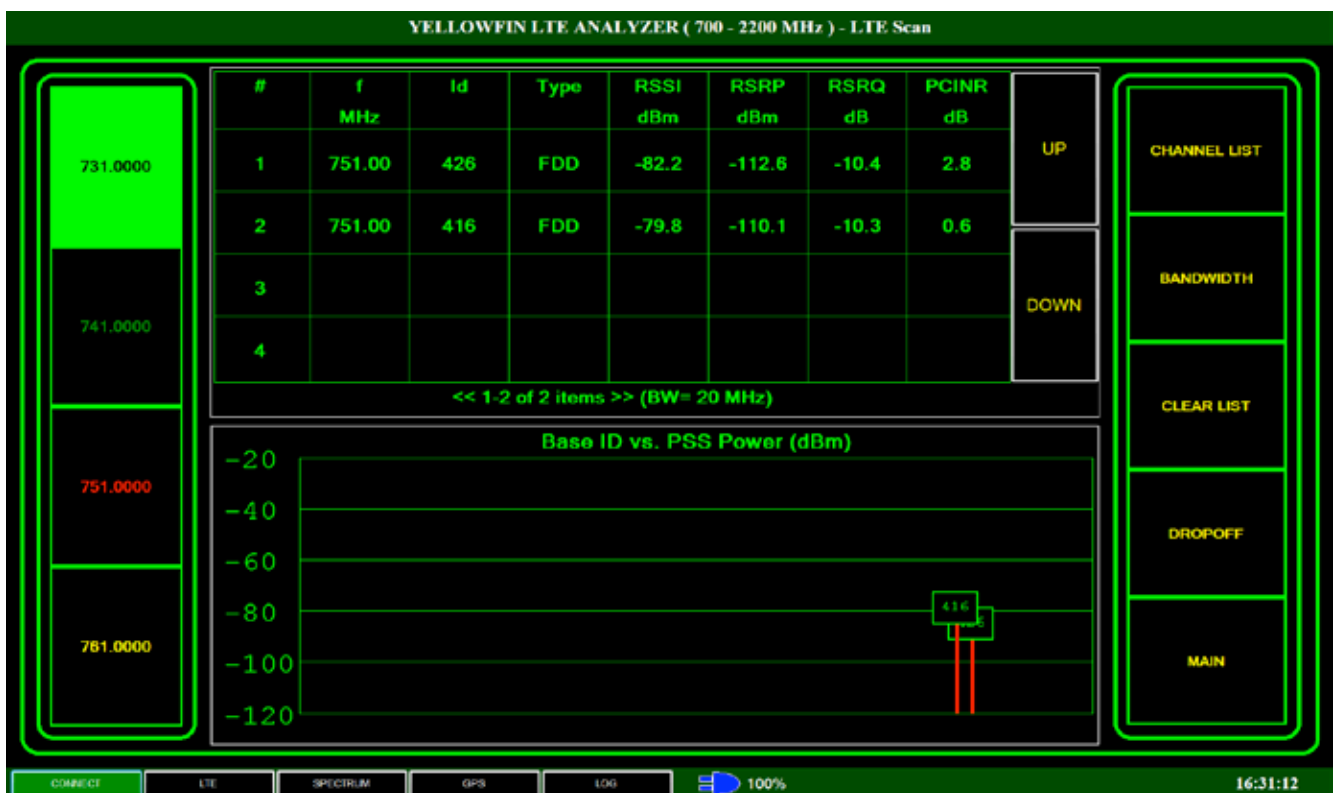 YELLOWFIN LTE ANALYZER ( 700 - 2200 MHz ) - LTE Scan
731.0000
741.0000
751.0000
761.0000
# f Id Type RSSI RSRP RSRQ PCINR
MHz dBm dBm dB dB
1 751.00 426 FDD -82.2 -112.6 -10.4 2.8
2 751.00 416 FDD -79.8 -110.1 -10.3 0.6
3
4
<< 1-2 of 2 items >> (BW= 20 MHz)
UP
DOWN
Base ID vs. PSS Power (dBm)
-20
-40
-60
-80
-100
-120
416
CHANNEL LIST
BANDWIDTH
CLEAR LIST
DROPOFF
MAIN
CONNECT LTE SPECTRUM GPS LOG 100% 16:31:12